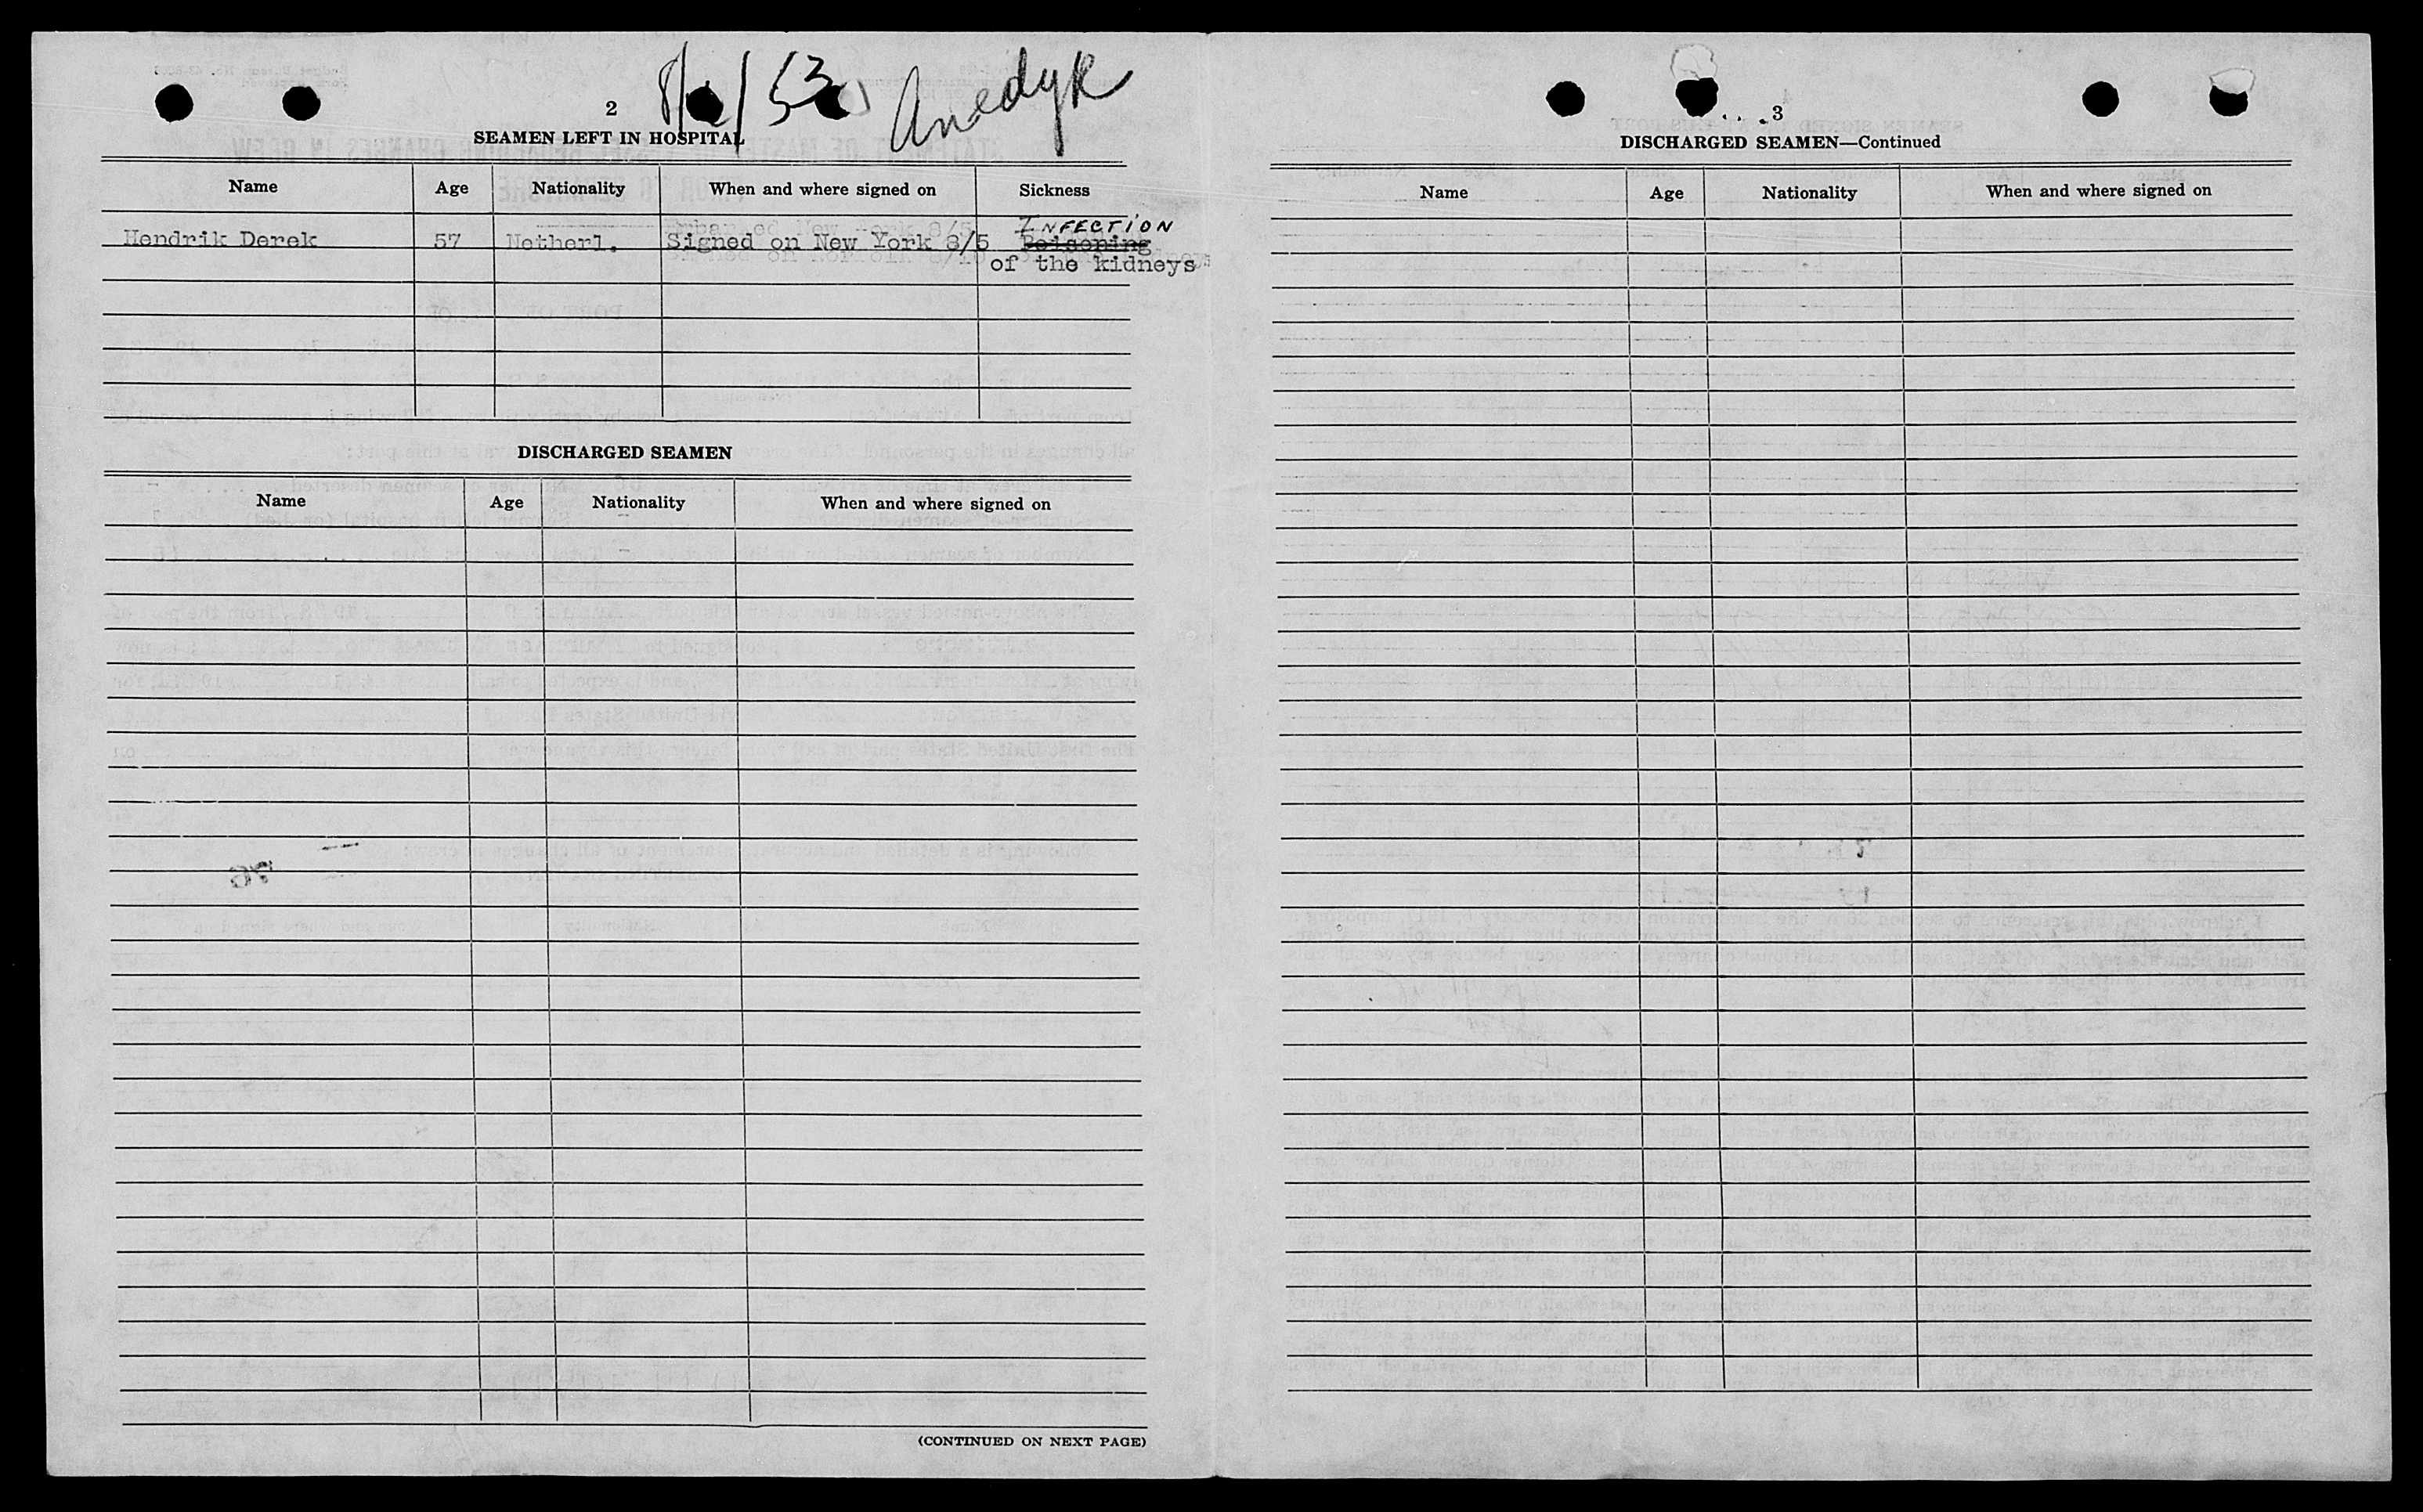 8/ /53 Anedyk
2
SEAMEN LEFT IN HOSPITAL
Name Age Nationality When and where signed on Sickness
INFECTION
Hendrik Derek 57 Netherl. Signed on New York 8/5 Poisoning
of the kidneys
DISCHARGED SEAMEN
Name Age Nationality When and where signed on
(CONTINUED ON NEXT PAGE)
3
DISCHARGED SEAMEN—Continued
Name Age Nationality When and where signed on